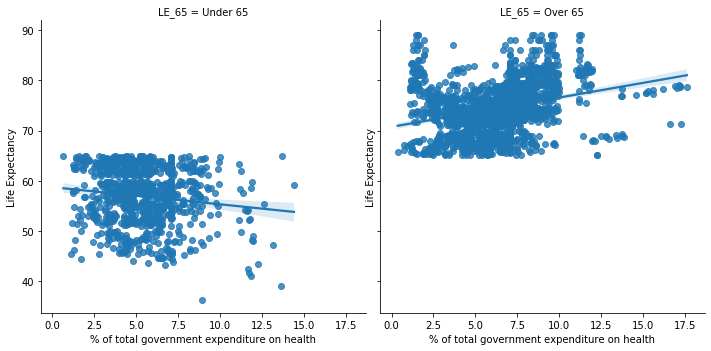 LE_65 = Under 65
LE_65 = Over 65
90
80
70
60
50
40
Life Expectancy
Life Expectancy
0.0 2.5 5.0 7.5 10.0 12.5 15.0 17.5
0.0 2.5 5.0 7.5 10.0 12.5 15.0 17.5
% of total government expenditure on health
% of total government expenditure on health